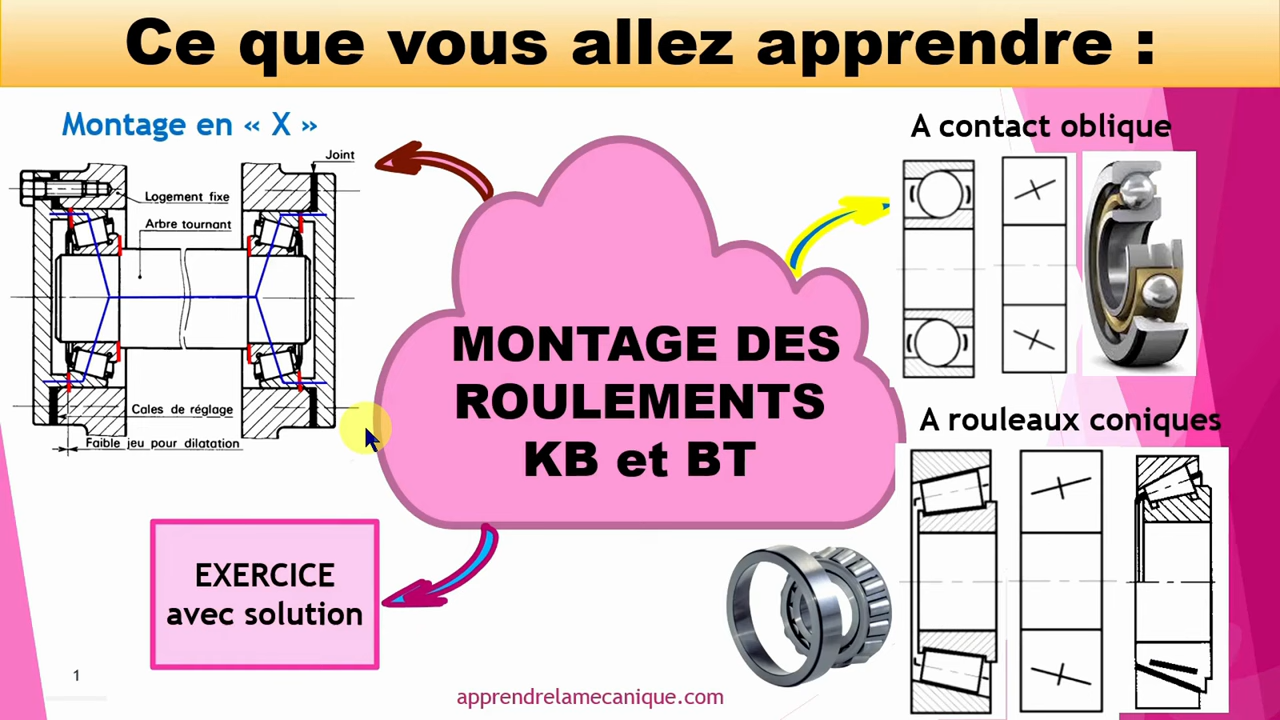 Ce que vous allez apprendre :
Montage en « X »
Joint
Logement fixe
Arbre tournant
Cales de réglage
Faible jeu pour dilatation
MONTAGE DES
ROULEMENTS
KB et BT
A contact oblique
A rouleaux coniques
EXERCICE
avec solution
1
apprendrelamecanique.com